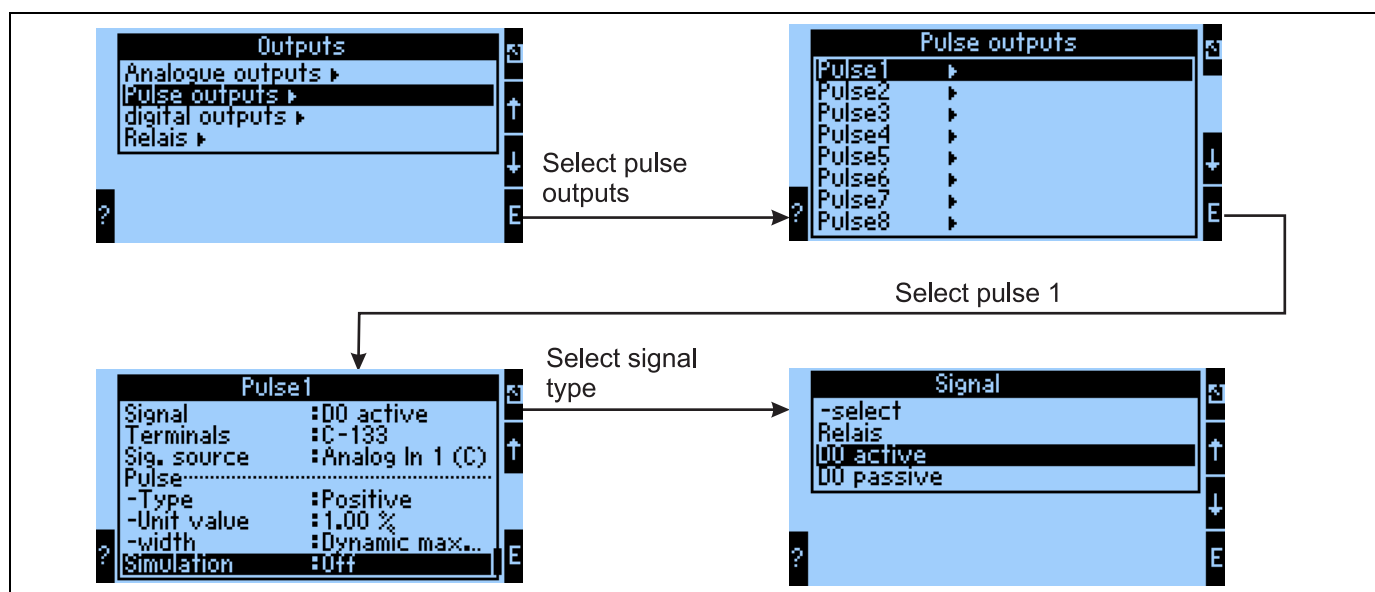 Outputs
Analogue outputs
Pulse outputs
digital outputs
Relais
?
E
Select pulse
outputs
Pulse outputs
Pulse1
Pulse2
Pulse3
Pulse4
Pulse5
Pulse6
Pulse7
Pulse8
?
E
Select pulse 1
Pulse1
Signal :DO active
Terminals :C-133
Sig. source :Analog In 1 (C)
Pulse
-Type :Positive
-Unit value :1.00 %
-width :Dynamic max...
Simulation :Off
?
E
Select signal
type
Signal
-select
Relais
DO active
DO passive
?
E